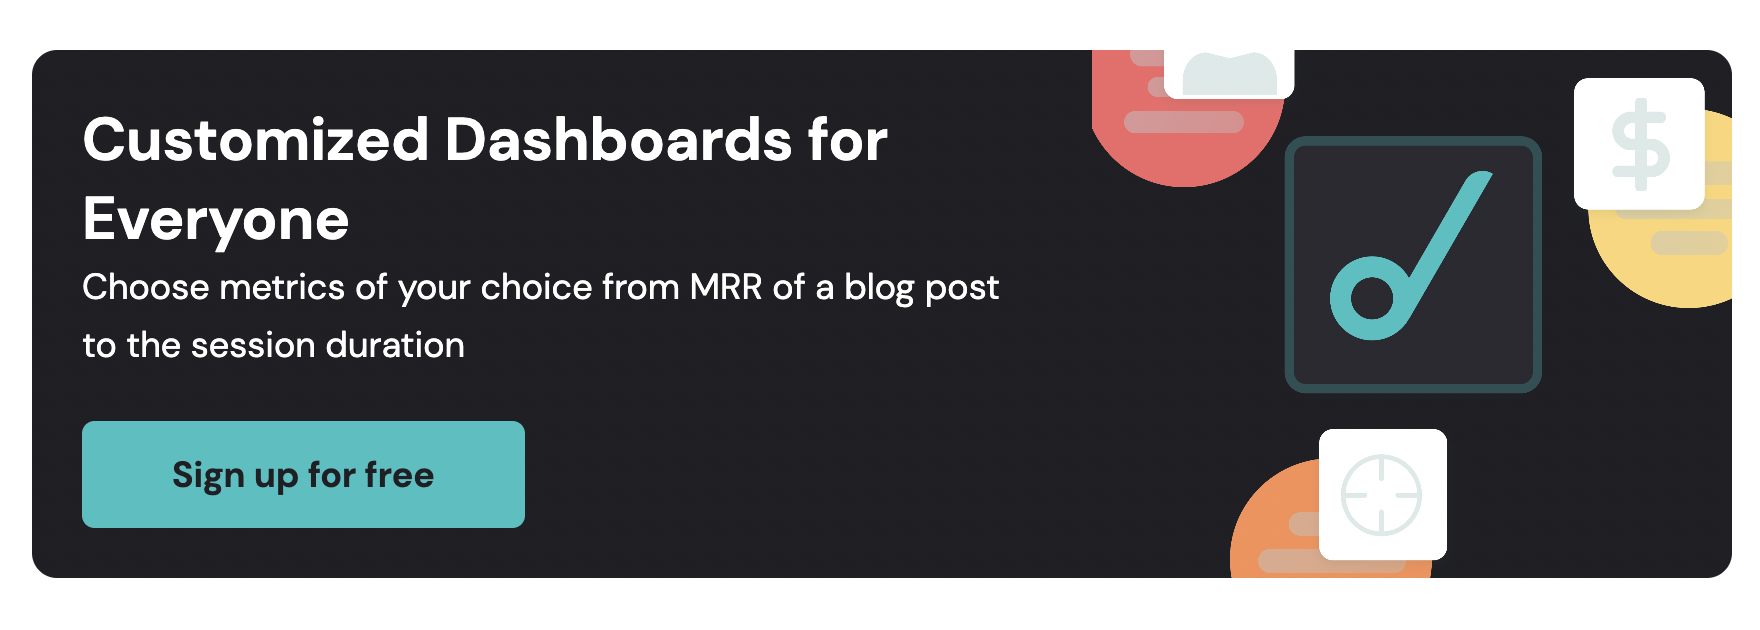 Customized Dashboards for
Everyone
Choose metrics of your choice from MRR of a blog post
to the session duration
Sign up for free
$